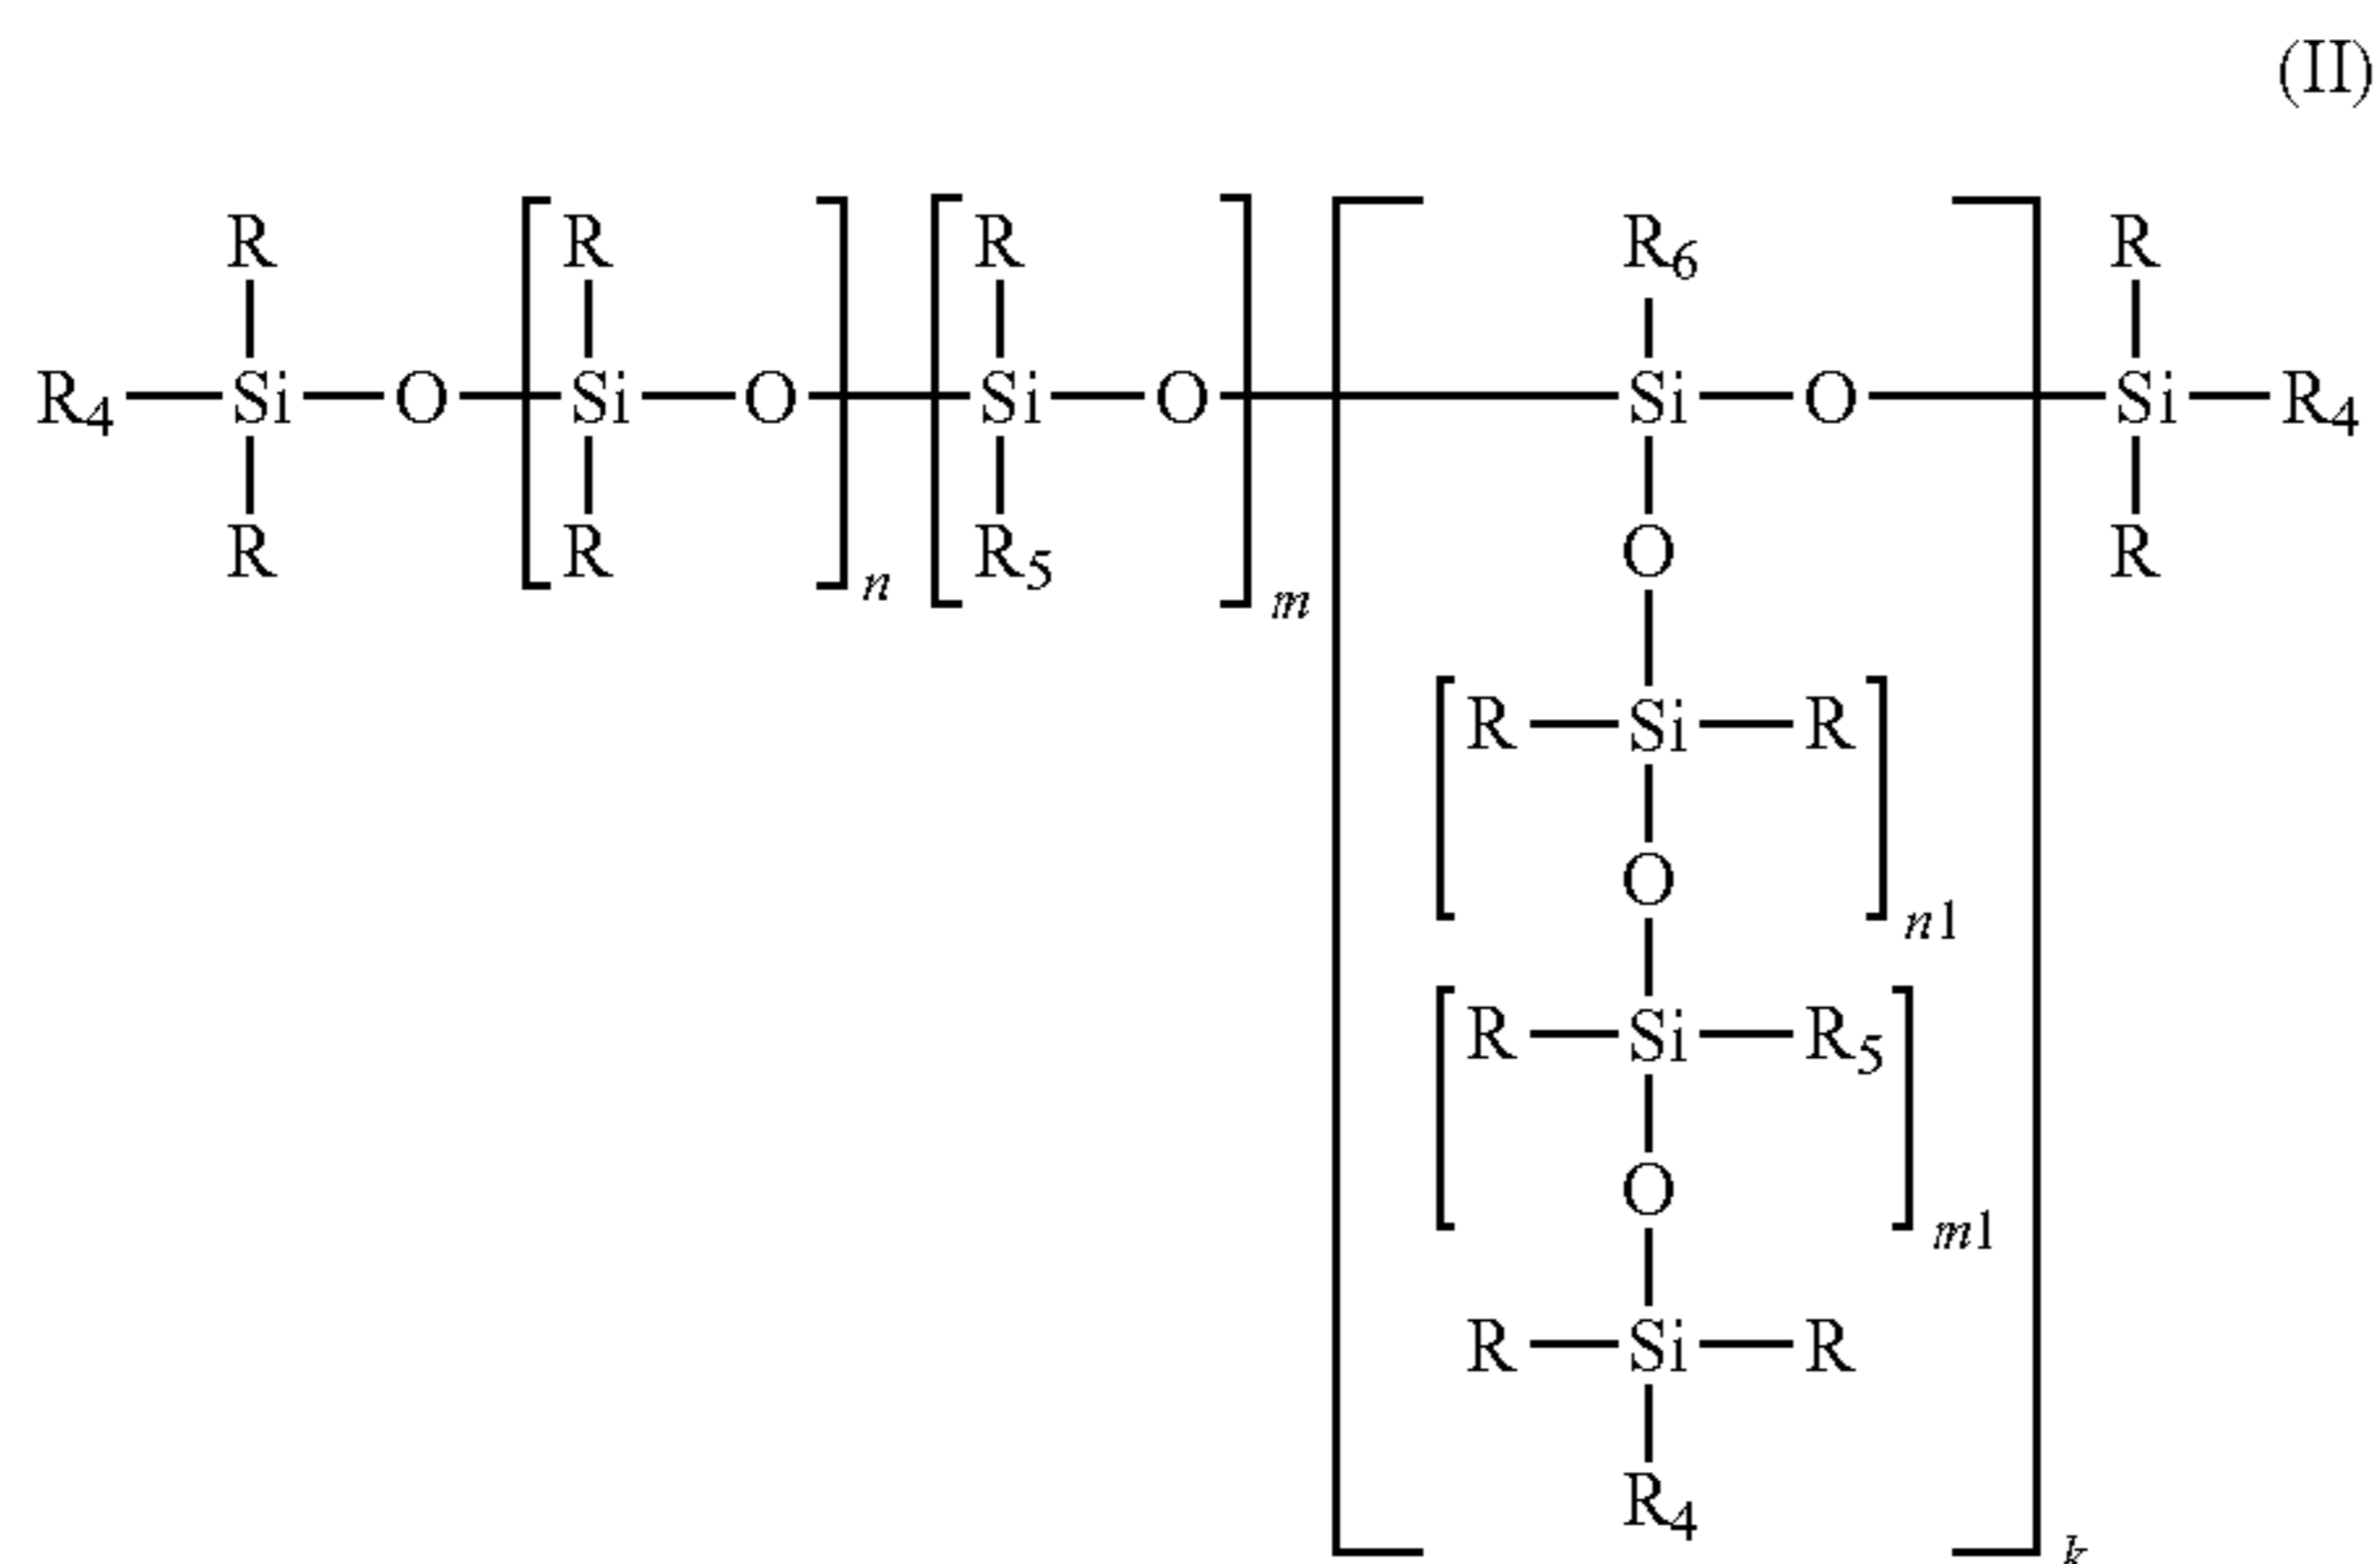 (II)
R R R R6 R
R4—Si—O—Si—O—Si—O—Si—O—Si—R4
R R R5 O R
n m
R—Si—R
O
n1
R—Si—R5
O
m1
R—Si—R
R4
k